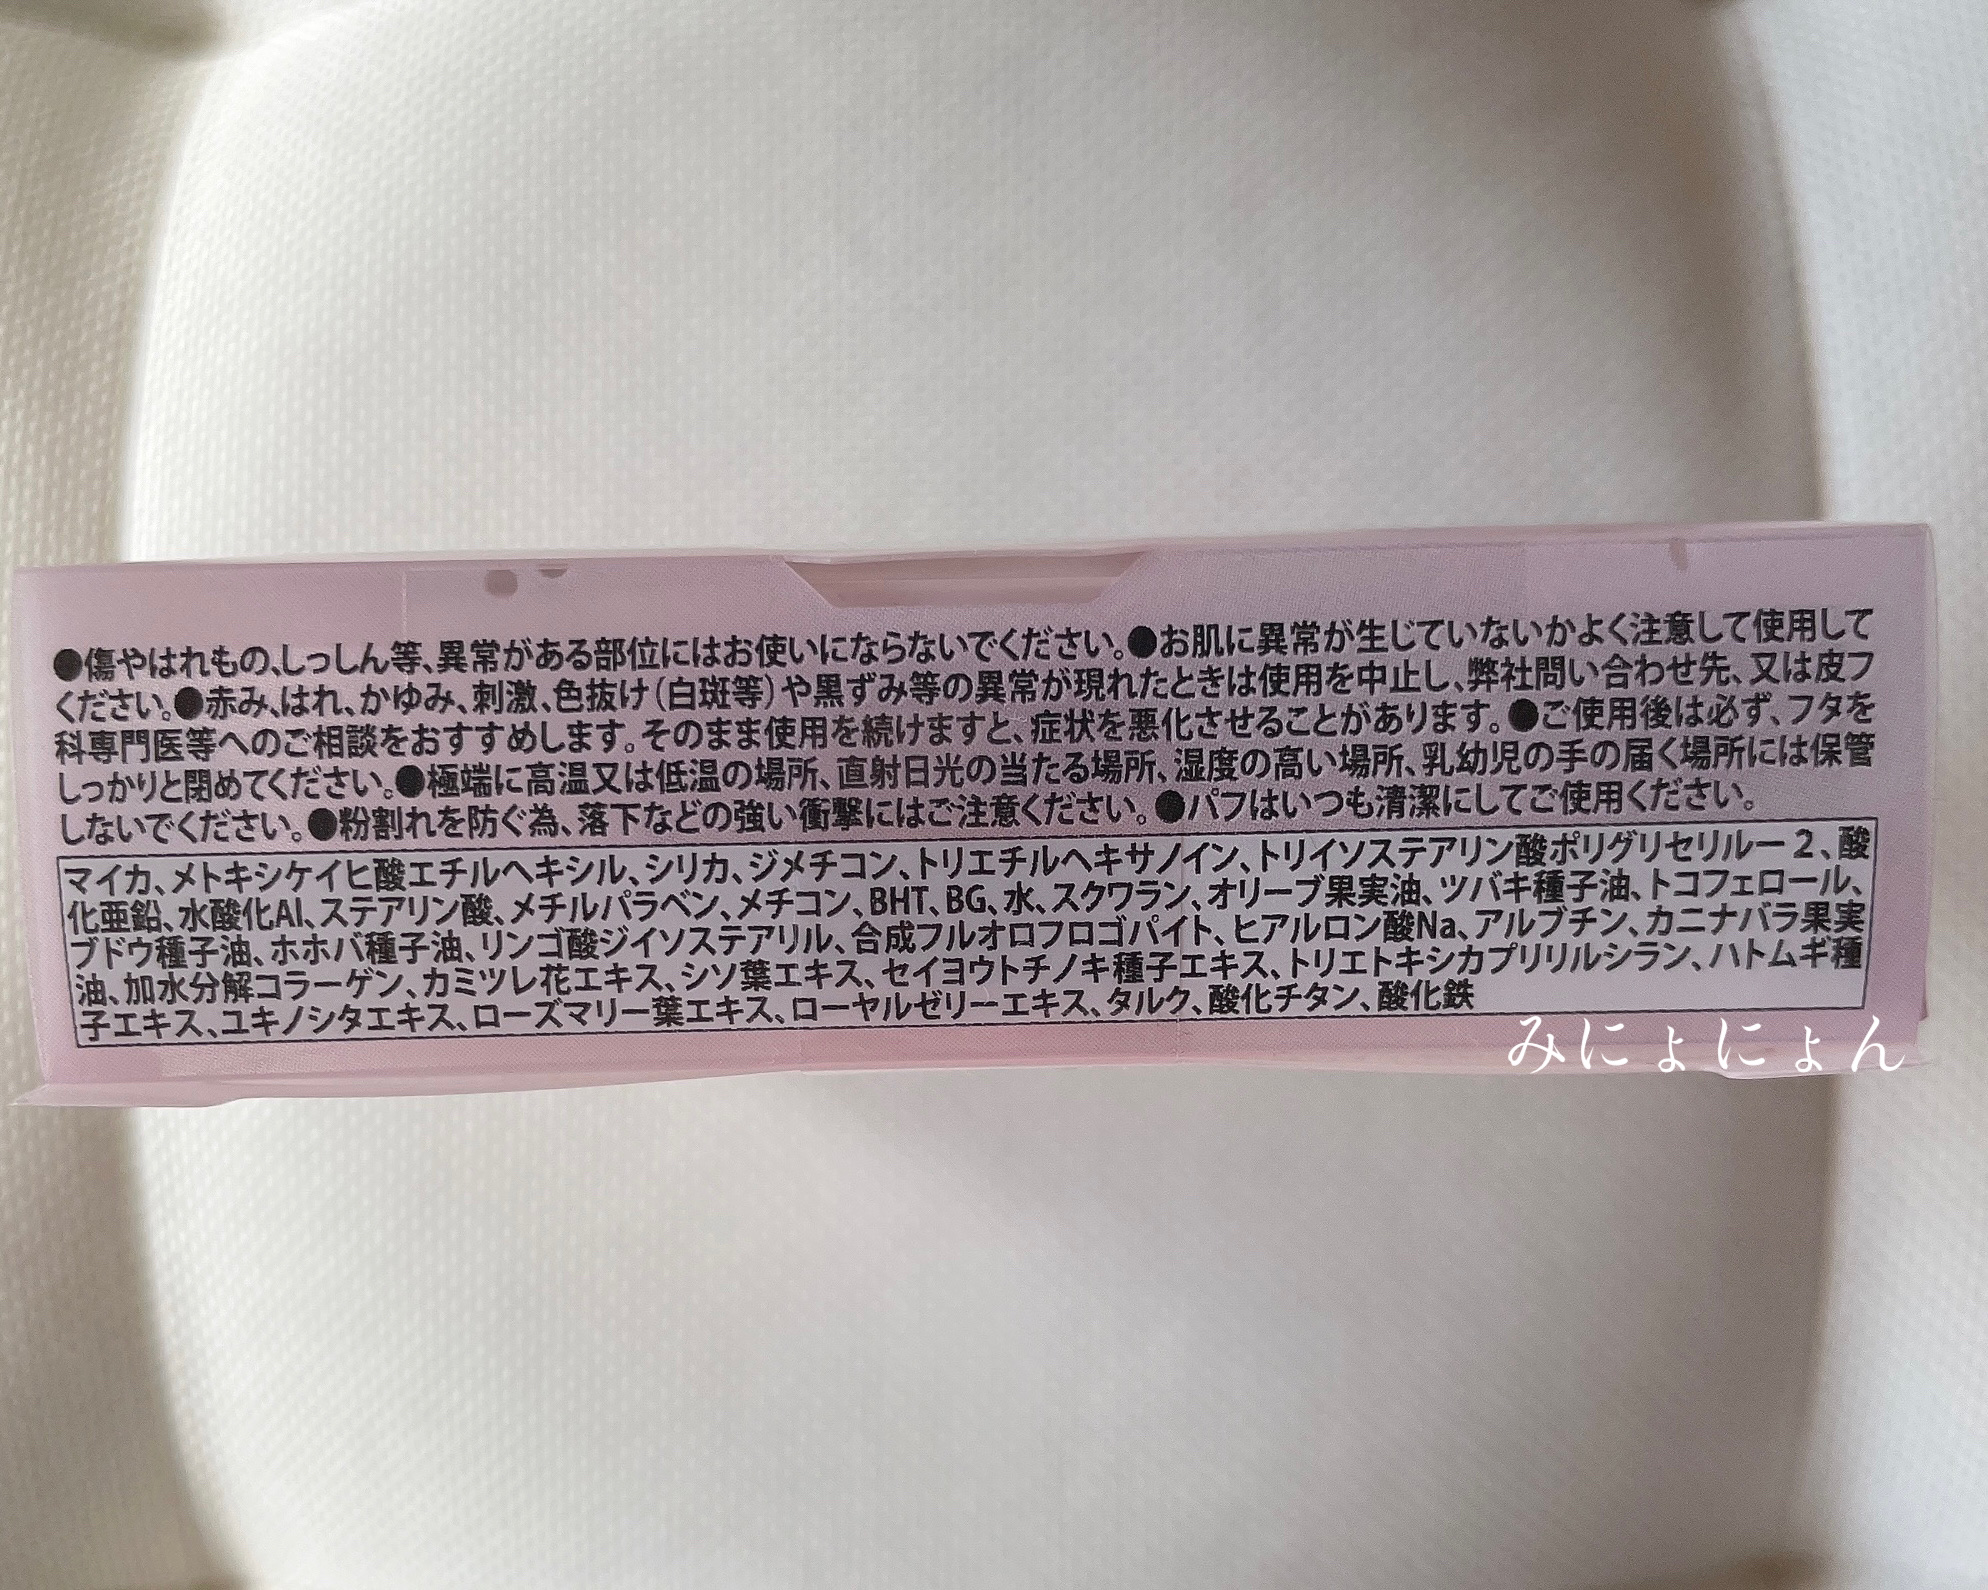 ●傷やはれもの、しっしん等、異常がある部位にはお使いにならないでください。●お肌に異常が生じていないかよく注意して使用して
ください。●赤み、はれ、かゆみ、刺激、色抜け(白斑等)や黒ずみ等の異常が現れたときは使用を中止し、弊社問い合わせ先、又は皮フ
科専門医等へのご相談をおすすめします。そのまま使用を続けますと、症状を悪化させることがあります。●ご使用後は必ず、フタを
しっかりと閉めてください。●極端に高温又は低温の場所、直射日光の当たる場所、湿度の高い場所、乳幼児の手の届く場所には保管
しないでください。●粉割れを防ぐ為、落下などの強い衝撃にはご注意ください。●パフはいつも清潔にしてご使用ください。
マイカ、メトキシケイヒ酸エチルヘキシル、シリカ、ジメチコン、トリエチルヘキサノイン、トリイソステアリン酸ポリグリセリルー2、酸
化亜鉛、水酸化Al、ステアリン酸、メチルパラベン、メチコン、BHT、BG、水、スクワラン、オリーブ果実油、ツバキ種子油、トコフェロール、
ブドウ種子油、ホホバ種子油、リンゴ酸ジイソステアリル、合成フルオロフロゴパイト、ヒアルロン酸Na、アルブチン、カニナバラ果実
油、加水分解コラーゲン、カミツレ花エキス、シソ葉エキス、セイヨウトチノキ種子エキス、トリエトキシカプリリルシラン、ハトムギ種
子エキス、ユキノシタエキス、ローズマリー葉エキス、ローヤルゼリーエキス、タルク、酸化チタン、酸化鉄
みにょにょん